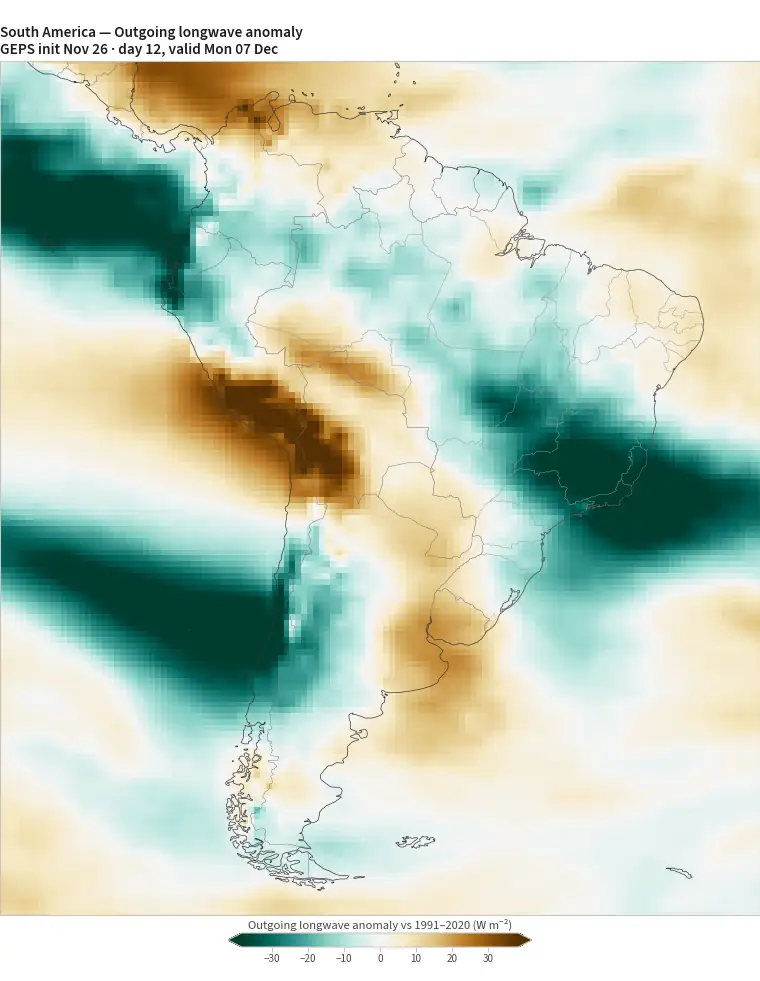 South America — Outgoing longwave anomaly
GEPS init Nov 26 · day 12, valid Mon 07 Dec
Outgoing longwave anomaly vs 1991–2020 (W m⁻²)
−30 −20 −10 0 10 20 30